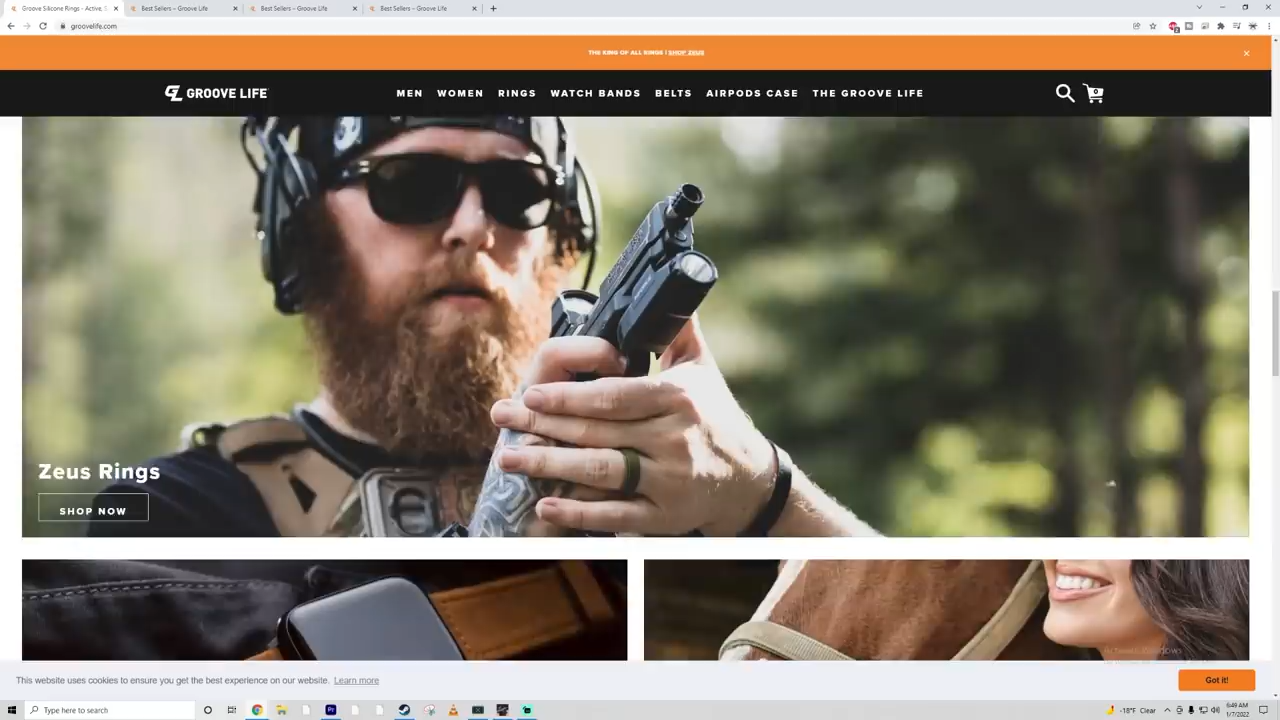 Groove Silicone Rings - Active, S
Best Sellers – Groove Life
Best Sellers – Groove Life
Best Sellers – Groove Life
groovelife.com
THE KING OF ALL RINGS | SHOP ZEUS
GROOVE LIFE
MEN WOMEN RINGS WATCH BANDS BELTS AIRPODS CASE THE GROOVE LIFE
0
Zeus Rings
SHOP NOW
Activate Windows
This website uses cookies to ensure you get the best experience on our website. Learn more
Got it!
Type here to search
-18°F Clear
6:49 AM
1/7/2022